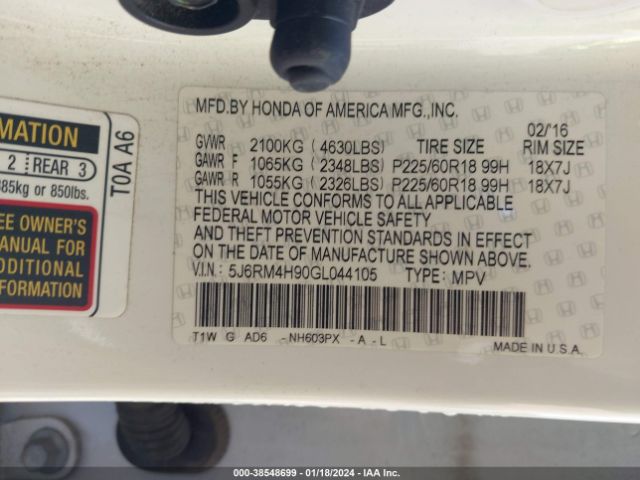 MFD.BY HONDA OF AMERICA MFG.,INC.
02/'16
GVWR 2100KG ( 4630LBS) TIRE SIZE RIM SIZE
GAWR F 1065KG ( 2348LBS) P225/60R18 99H 18X7J
GAWR R 1055KG ( 2326LBS) P225/60R18 99H 18X7J
THIS VEHICLE CONFORMS TO ALL APPLICABLE
FEDERAL MOTOR VEHICLE SAFETY
AND THEFT PREVENTION STANDARDS IN EFFECT
ON THE DATE OF MANUFACTURE SHOWN ABOVE.
V.I.N.: 5J6RM4H90GL044105 TYPE: MPV
T1W G AD6 -NH603PX -A-L
MADE IN U.S.A.
MATION
2 REAR 3
385kg or 850lbs.
EE OWNER'S
MANUAL FOR
ADDITIONAL
FORMATION
T0A A6
000-38548699 - 01/18/2024 - IAA Inc.